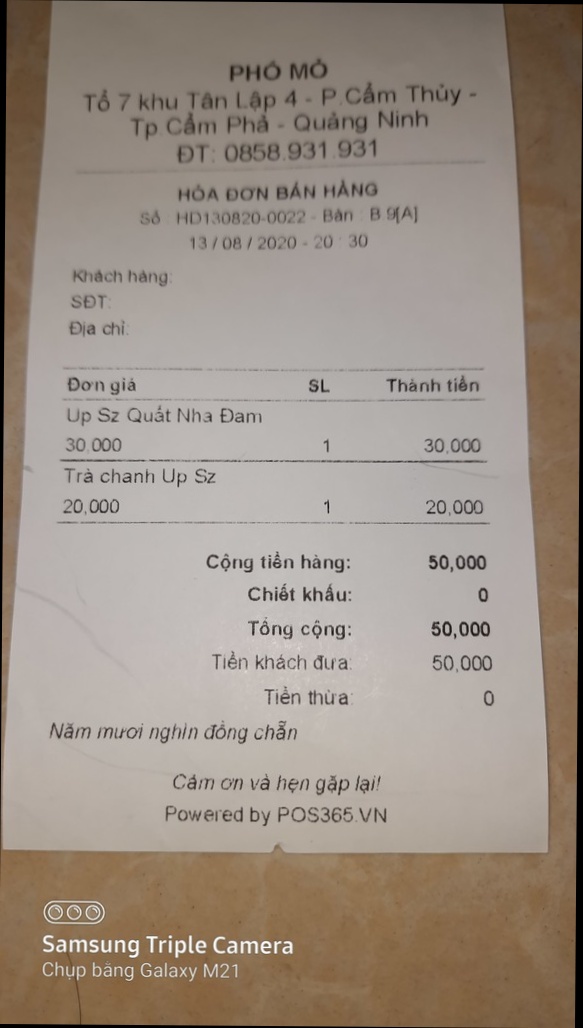 PHỐ MỎ
Tổ 7 khu Tân Lập 4 - P.Cẩm Thủy -
Tp Cẩm Phả - Quảng Ninh
ĐT: 0858.931.931
HÓA ĐƠN BÁN HÀNG
Số : HD130820-0022 - Bàn : B 9[A]
13 / 08 / 2020 - 20 : 30
Khách hàng:
SĐT:
Địa chỉ:
Đơn giá SL Thành tiền
Up Sz Quất Nha Đam
30,000 1 30,000
Trà chanh Up Sz
20,000 1 20,000
Cộng tiền hàng: 50,000
Chiết khấu: 0
Tổng cộng: 50,000
Tiền khách đưa: 50,000
Tiền thừa: 0
Năm mươi nghìn đồng chẵn
Cảm ơn và hẹn gặp lại!
Powered by POS365.VN
Samsung Triple Camera
Chụp bằng Galaxy M21